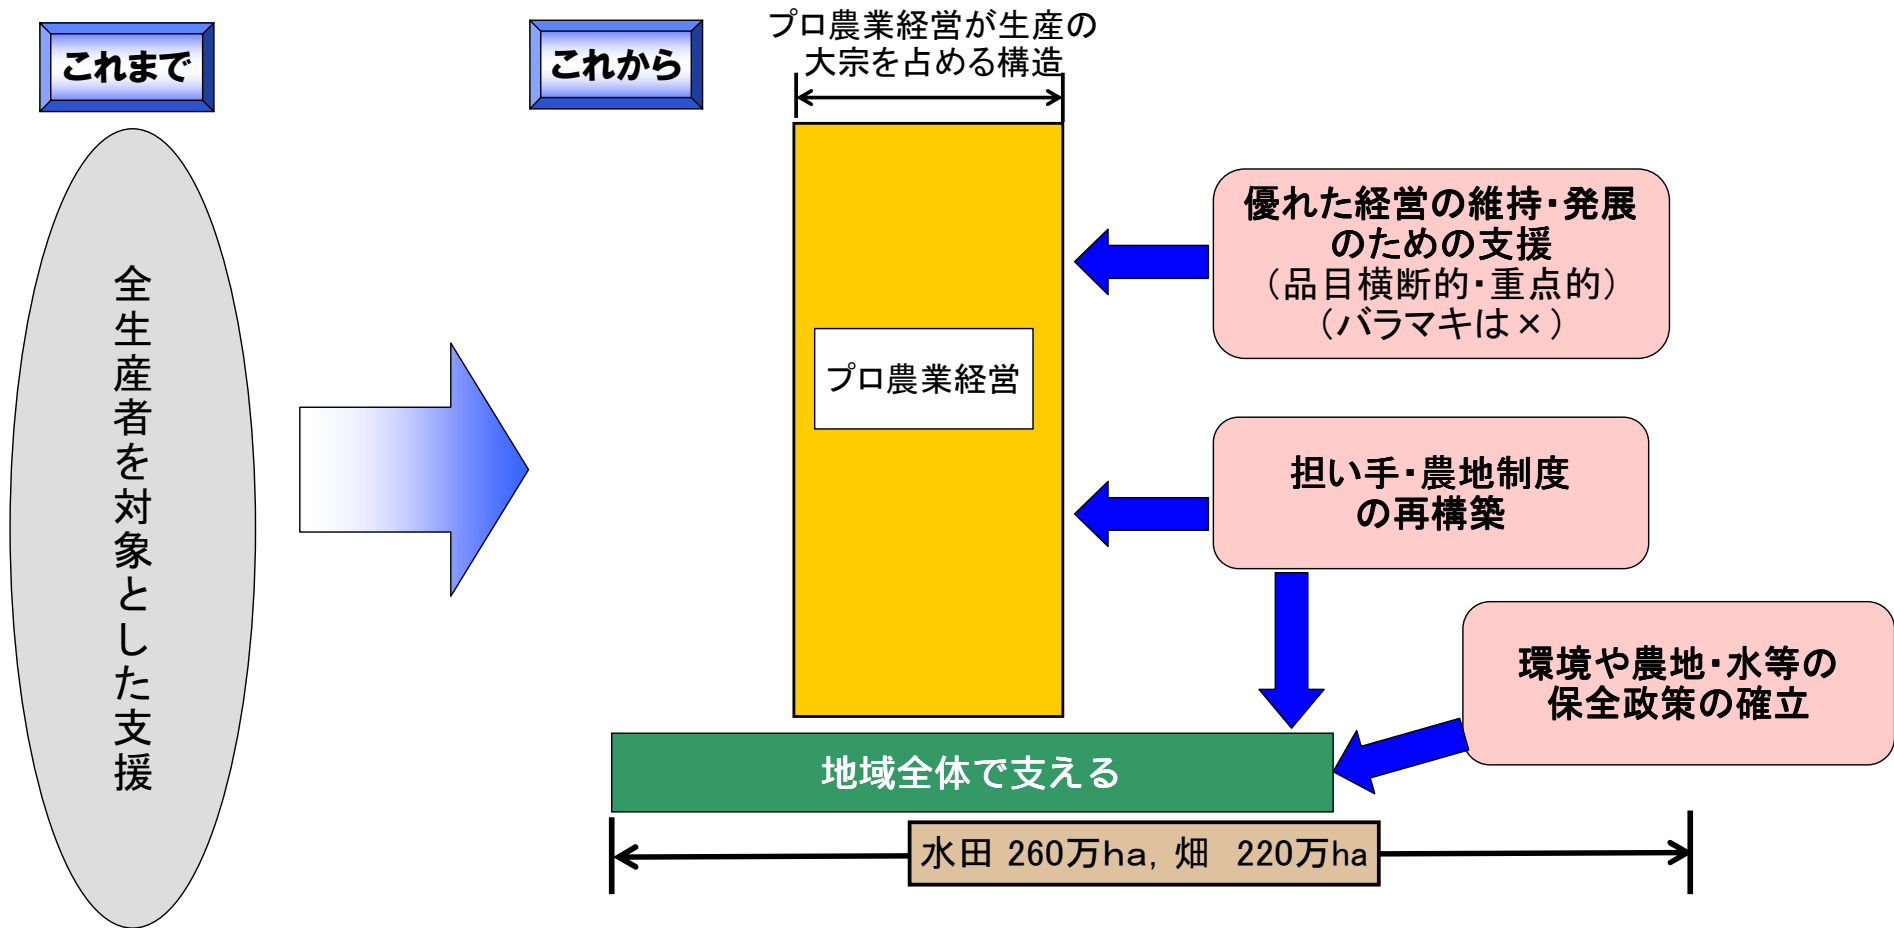 これまで
全生産者を対象とした支援
これから
プロ農業経営が生産の
大宗を占める構造
プロ農業経営
優れた経営の維持・発展
のための支援
（品目横断的・重点的）
（バラマキは×）
担い手・農地制度
の再構築
環境や農地・水等の
保全政策の確立
地域全体で支える
水田 260万ha, 畑　220万ha